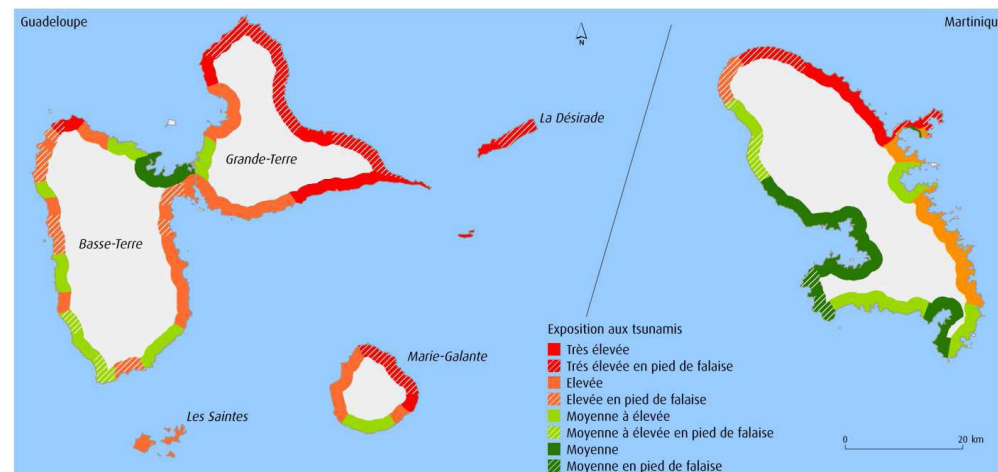 Guadeloupe
Martinique
N
La Désirade
Grande-Terre
Basse-Terre
Marie-Galante
Les Saintes
Exposition aux tsunamis
Très élevée
Trés élevée en pied de falaise
Elevée
Elevée en pied de falaise
Moyenne à élevée
Moyenne à élevée en pied de falaise
Moyenne
Moyenne en pied de falaise
0 20 km